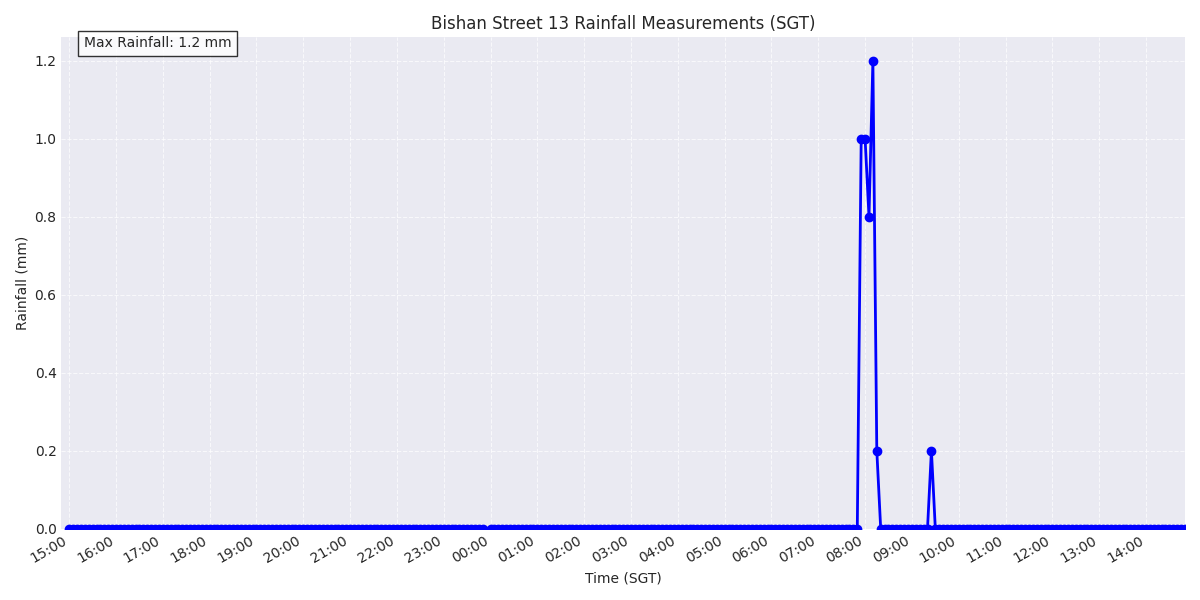 Bishan Street 13 Rainfall Measurements (SGT)
Max Rainfall: 1.2 mm
1.2
1.0
0.8
0.6
0.4
0.2
0.0
Rainfall (mm)
15:00 16:00 17:00 18:00 19:00 20:00 21:00 22:00 23:00 00:00 01:00 02:00 03:00 04:00 05:00 06:00 07:00 08:00 09:00 10:00 11:00 12:00 13:00 14:00
Time (SGT)